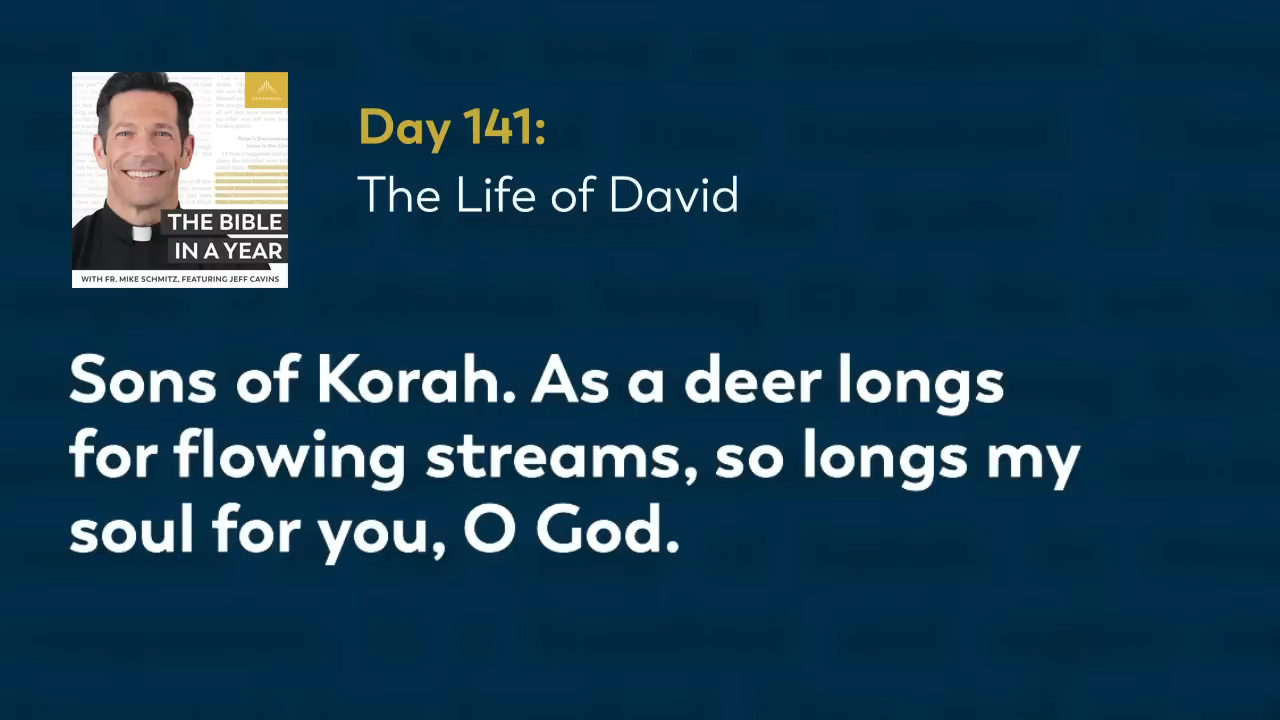 Day 141:
The Life of David
THE BIBLE
IN A YEAR
WITH FR. MIKE SCHMITZ, FEATURING JEFF CAVINS
Sons of Korah. As a deer longs
for flowing streams, so longs my
soul for you, O God.